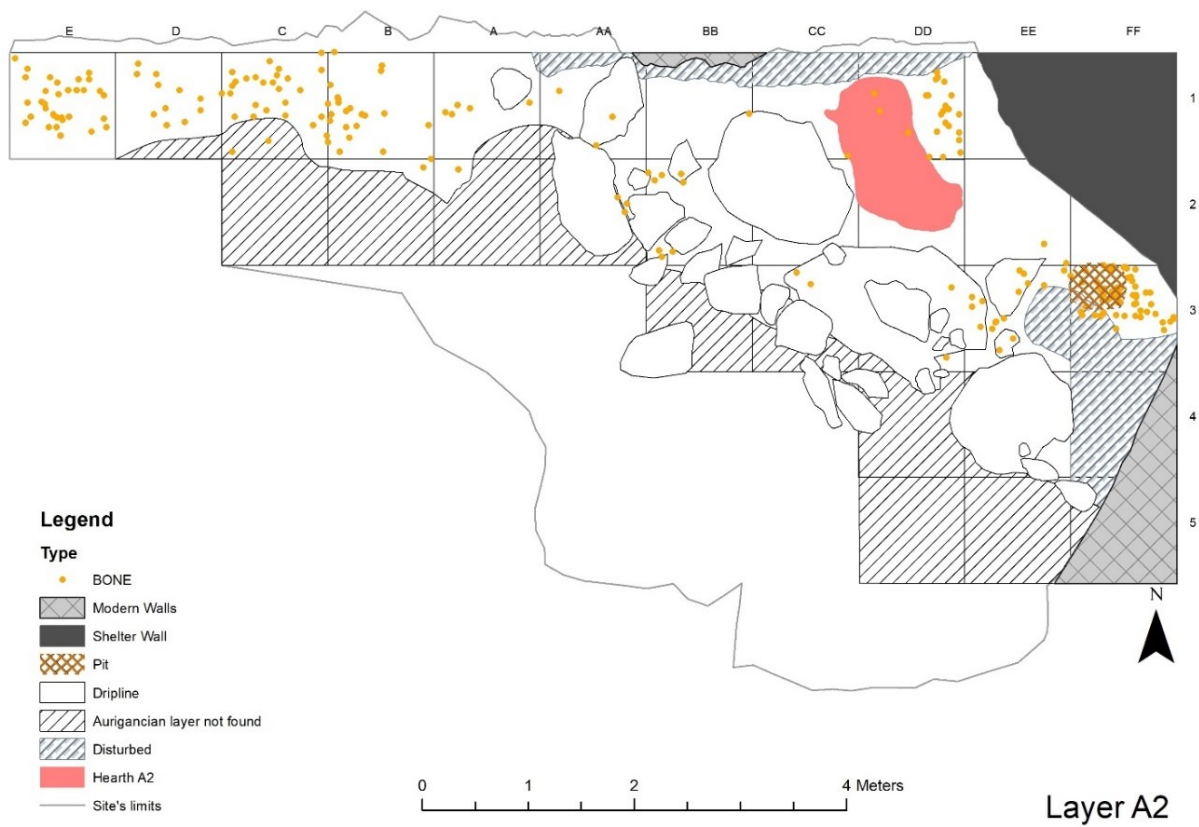 E D C B A AA BB CC DD EE FF
1
2
3
4
5
N
Legend
Type
BONE
Modern Walls
Shelter Wall
Pit
Dripline
Aurigancian layer not found
Disturbed
Hearth A2
Site's limits
0 1 2 4 Meters
Layer A2